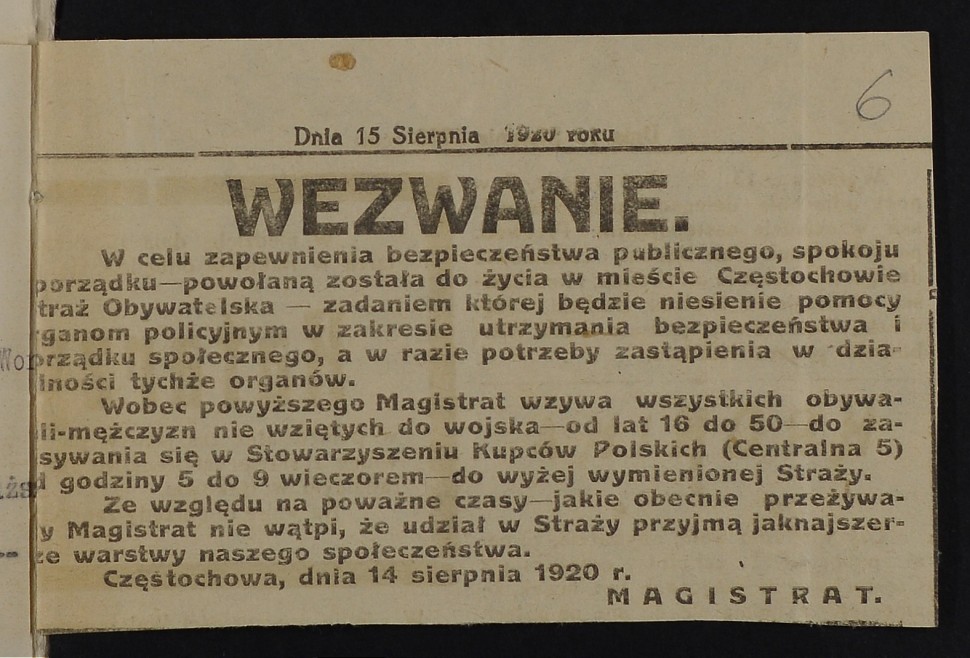 6
Dnia 15 Sierpnia 1920 roku
WEZWANIE.
W celu zapewnienia bezpieczeństwa publicznego, spokoju
porządku—powołaną została do życia w mieście Częstochowie
traż Obywatelska — zadaniem której będzie niesienie pomocy
rganom policyjnym w zakresie utrzymania bezpieczeństwa i
orządku społecznego, a w razie potrzeby zastąpienia w dzia-
lności tychże organów.
Wobec powyższego Magistrat wzywa wszystkich obywa-
li-mężczyzn nie wziętych do wojska—od lat 16 do 50—do za-
sywania się w Stowarzyszeniu Kupców Polskich (Centralna 5)
d godziny 5 do 9 wieczorem—do wyżej wymienionej Straży.
Ze względu na poważne czasy—jakie obecnie przeżywa-
y Magistrat nie wątpi, że udział w Straży przyjmą jaknajszer-
ze warstwy naszego społeczeństwa.
Częstochowa, dnia 14 sierpnia 1920 r.
MAGISTRAT.